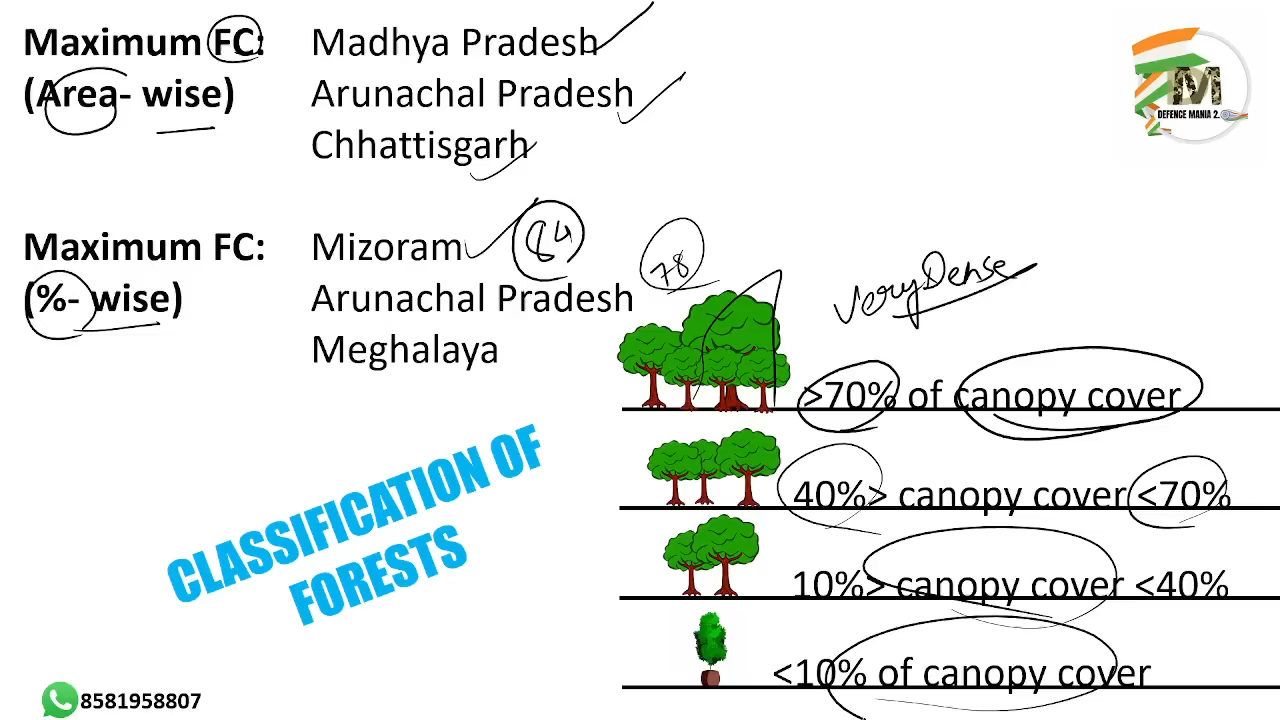 Maximum FC: Madhya Pradesh
(Area- wise) Arunachal Pradesh
Chhattisgarh
M
DEFENCE MANIA 2.
Maximum FC: Mizoram 84
(%- wise) Arunachal Pradesh 78
Meghalaya
Very Dense
>70% of canopy cover
40%> canopy cover <70%
10%> canopy cover <40%
<10% of canopy cover
CLASSIFICATION OF
FORESTS
8581958807